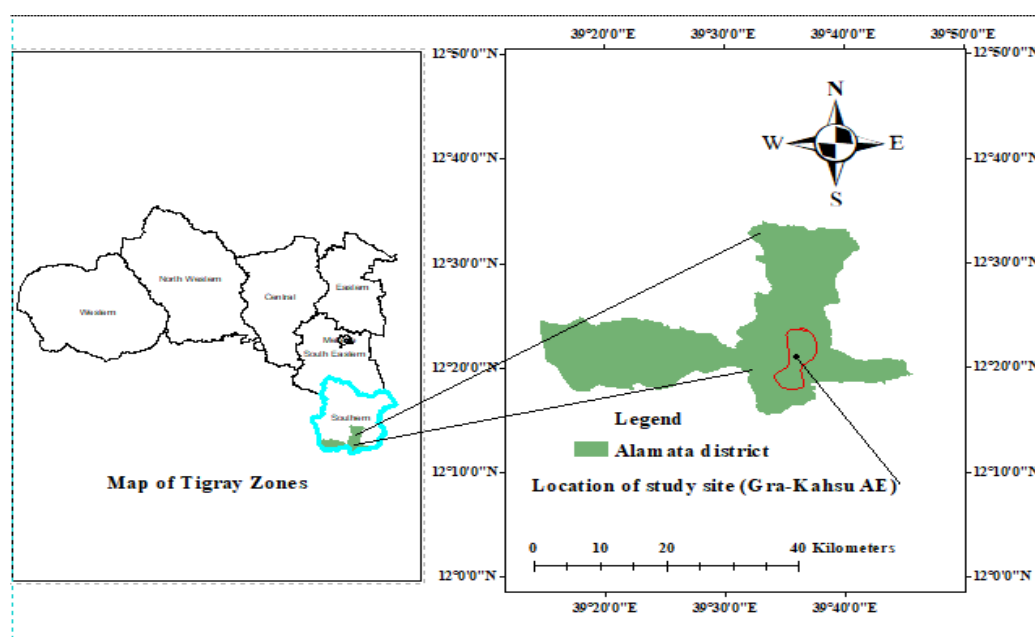 39°20'0"E 39°30'0"E 39°40'0"E 39°50'0"E
12°50'0"N 12°50'0"N
N
W E
S
12°40'0"N 12°40'0"N
12°30'0"N 12°30'0"N
North Western
Central
Eastern
Western
South Eastern
12°20'0"N 12°20'0"N
Southern
Legend
Alamata district
12°10'0"N 12°10'0"N
Map of Tigray Zones
Location of study site (Gra-Kahsu AE)
0 10 20 40 Kilometers
12°0'0"N 12°0'0"N
39°20'0"E 39°30'0"E 39°40'0"E